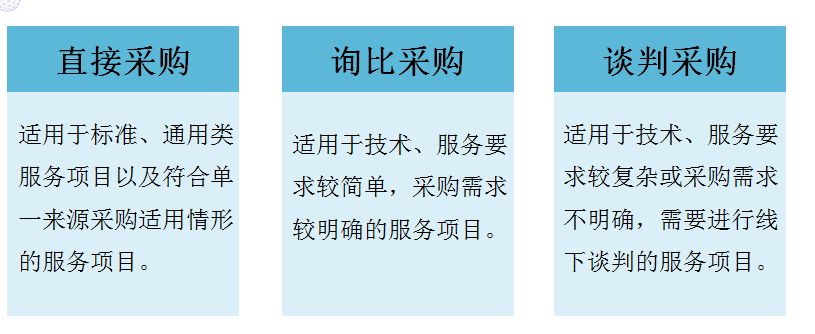 直接采购
适用于标准、通用类
服务项目以及符合单
一来源采购适用情形
的服务项目。
询比采购
适用于技术、服务要
求较简单，采购需求
较明确的服务项目。
谈判采购
适用于技术、服务要
求较复杂或采购需求
不明确，需要进行线
下谈判的服务项目。